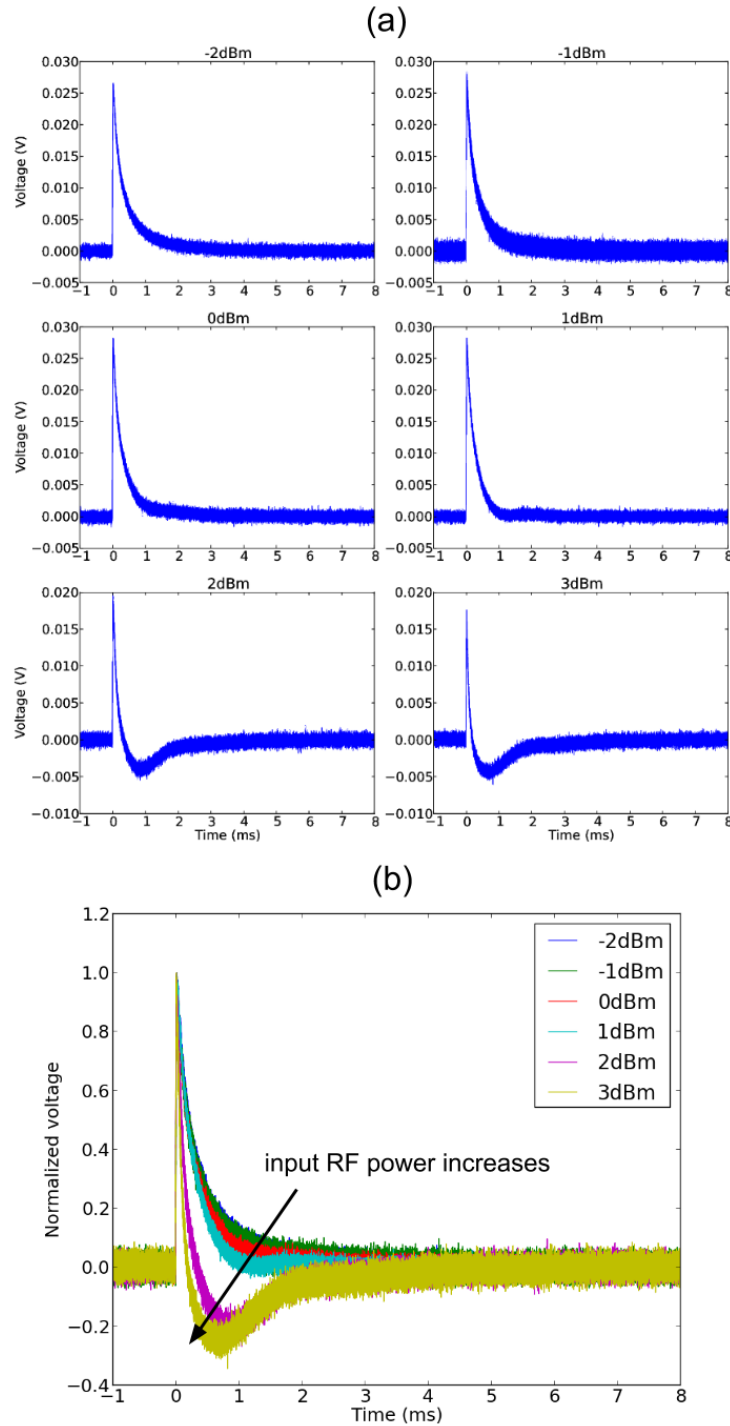 (a)
-2dBm
-1dBm
0.030
0.025
0.020
0.015
0.010
0.005
0.000
−0.005
Voltage (V)
−1 0 1 2 3 4 5 6 7 8
0.030
0.025
0.020
0.015
0.010
0.005
0.000
−0.005
−1 0 1 2 3 4 5 6 7 8
0dBm
1dBm
0.030
0.025
0.020
0.015
0.010
0.005
0.000
−0.005
Voltage (V)
−1 0 1 2 3 4 5 6 7 8
0.030
0.025
0.020
0.015
0.010
0.005
0.000
−0.005
−1 0 1 2 3 4 5 6 7 8
2dBm
3dBm
0.020
0.015
0.010
0.005
0.000
−0.005
−0.010
Voltage (V)
−1 0 1 2 3 4 5 6 7 8
Time (ms)
0.020
0.015
0.010
0.005
0.000
−0.005
−0.010
−1 0 1 2 3 4 5 6 7 8
Time (ms)
(b)
1.2
1.0
0.8
0.6
0.4
0.2
0.0
−0.2
−0.4
Normalized voltage
-2dBm
-1dBm
0dBm
1dBm
2dBm
3dBm
input RF power increases
−1 0 1 2 3 4 5 6 7 8
Time (ms)